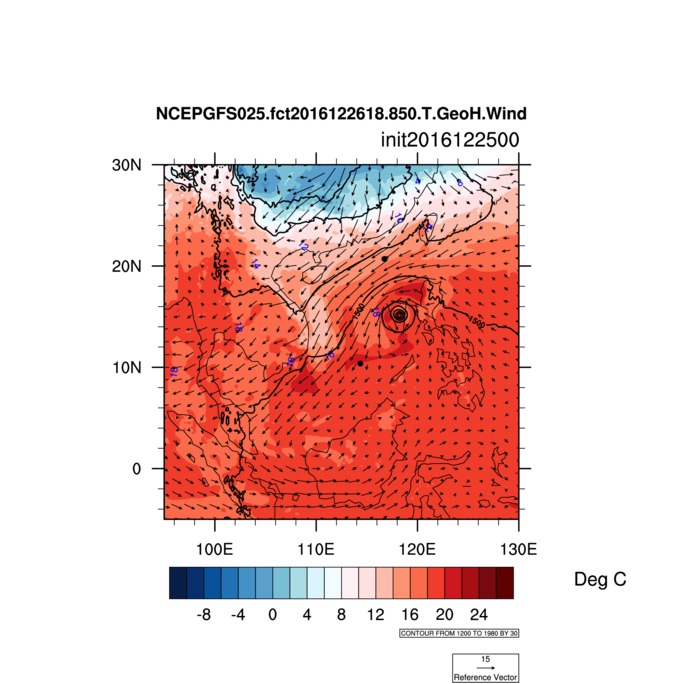 NCEPGFS025.fct2016122618.850.T.GeoH.Wind
init2016122500
30N
20N
10N
0
100E
110E
120E
130E
1500
1500
-8
-4
0
4
8
12
16
20
24
Deg C
CONTOUR FROM 1200 TO 1980 BY 30
15
Reference Vector